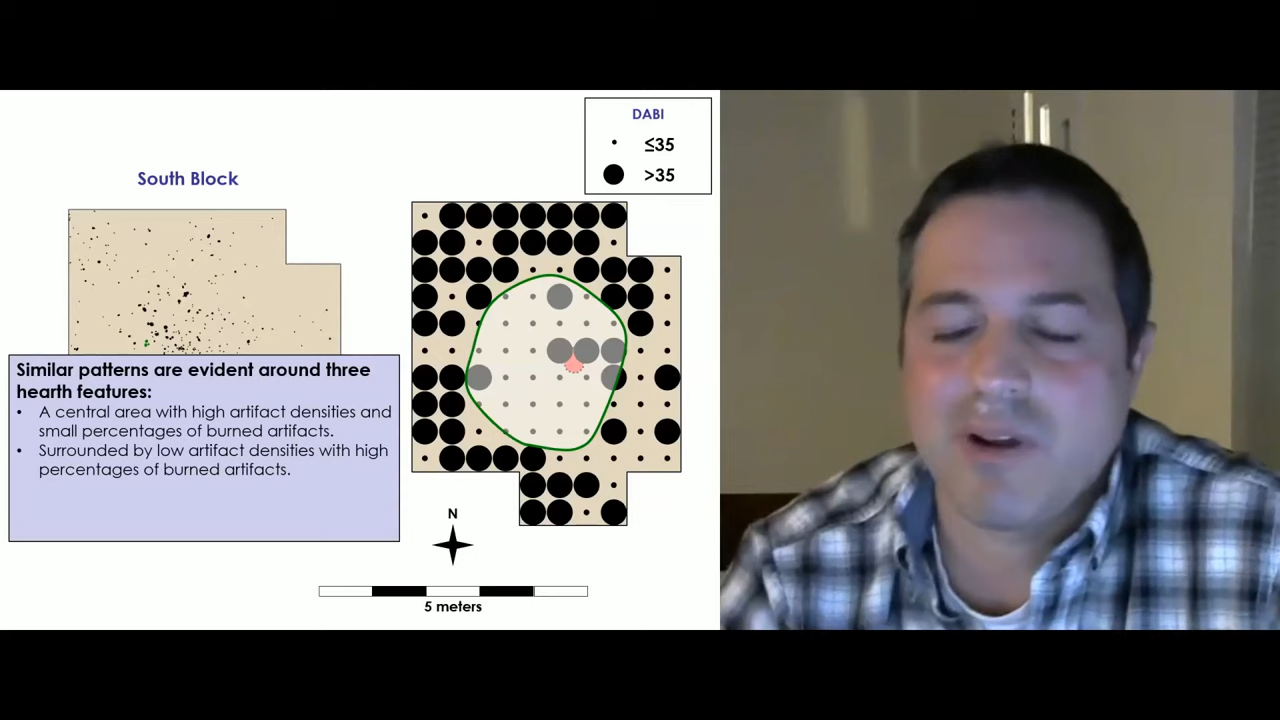 DABI
≤35
>35
South Block
Similar patterns are evident around three
hearth features:
• A central area with high artifact densities and
small percentages of burned artifacts.
• Surrounded by low artifact densities with high
percentages of burned artifacts.
N
5 meters